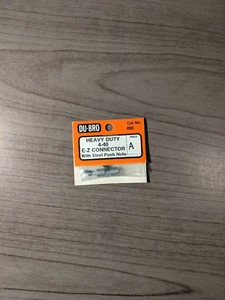 DU-BRO
Cat. No.
HEAVY DUTY
4-40
E-Z CONNECTOR
With Steel Push Nuts
A